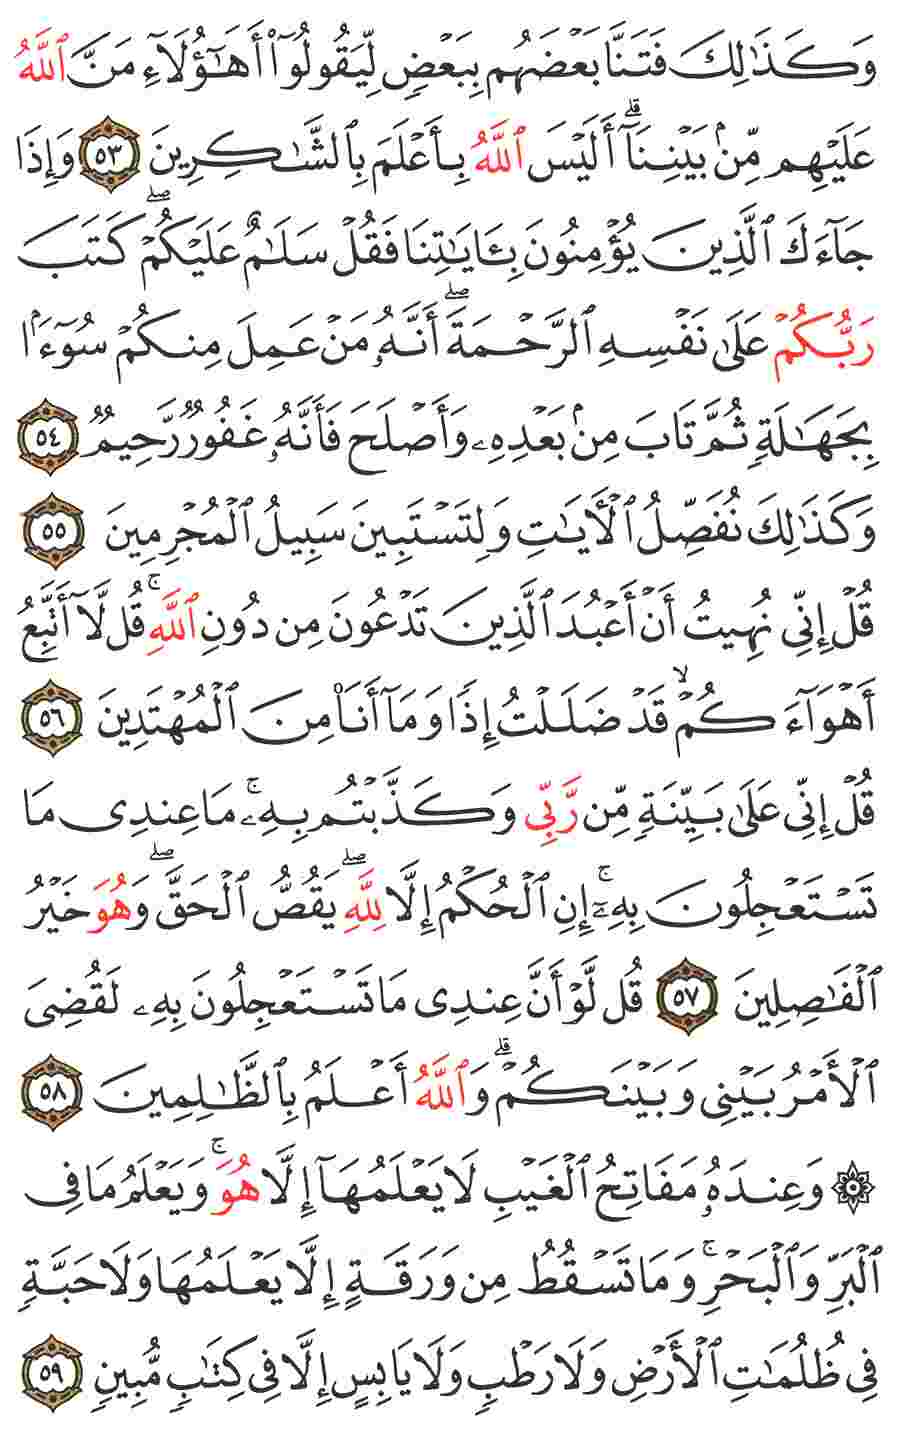 وَكَذَٰلِكَ فَتَنَّا بَعْضَهُم بِبَعْضٍ لِّيَقُولُوٓا۟ أَهَـٰٓؤُلَآءِ مَنَّ ٱللَّهُ
عَلَيْهِم مِّنۢ بَيْنِنَآ ۗ أَلَيْسَ ٱللَّهُ بِأَعْلَمَ بِٱلشَّـٰكِرِينَ ٥٣ وَإِذَا
جَآءَكَ ٱلَّذِينَ يُؤْمِنُونَ بِـَٔايَـٰتِنَا فَقُلْ سَلَـٰمٌ عَلَيْكُمْ ۖ كَتَبَ
رَبُّكُمْ عَلَىٰ نَفْسِهِ ٱلرَّحْمَةَ ۖ أَنَّهُۥ مَنْ عَمِلَ مِنكُمْ سُوٓءًۢا
بِجَهَـٰلَةٍ ثُمَّ تَابَ مِنۢ بَعْدِهِۦ وَأَصْلَحَ فَأَنَّهُۥ غَفُورٌ رَّحِيمٌ ٥٤
وَكَذَٰلِكَ نُفَصِّلُ ٱلْـَٔايَـٰتِ وَلِتَسْتَبِينَ سَبِيلُ ٱلْمُجْرِمِينَ ٥٥
قُلْ إِنِّى نُهِيتُ أَنْ أَعْبُدَ ٱلَّذِينَ تَدْعُونَ مِن دُونِ ٱللَّهِ ۚ قُل لَّآ أَتَّبِعُ
أَهْوَآءَكُمْ ۙ قَدْ ضَلَلْتُ إِذًا وَمَآ أَنَا۠ مِنَ ٱلْمُهْتَدِينَ ٥٦
قُلْ إِنِّى عَلَىٰ بَيِّنَةٍ مِّن رَّبِّى وَكَذَّبْتُم بِهِۦ ۚ مَا عِندِى مَا
تَسْتَعْجِلُونَ بِهِۦٓ ۚ إِنِ ٱلْحُكْمُ إِلَّا لِلَّهِ ۖ يَقُصُّ ٱلْحَقَّ ۖ وَهُوَ خَيْرُ
ٱلْفَـٰصِلِينَ ٥٧ قُل لَّوْ أَنَّ عِندِى مَا تَسْتَعْجِلُونَ بِهِۦ لَقُضِىَ
ٱلْأَمْرُ بَيْنِى وَبَيْنَكُمْ ۗ وَٱللَّهُ أَعْلَمُ بِٱلظَّـٰلِمِينَ ٥٨
۞ وَعِندَهُۥ مَفَاتِحُ ٱلْغَيْبِ لَا يَعْلَمُهَآ إِلَّا هُوَ ۚ وَيَعْلَمُ مَا فِى
ٱلْبَرِّ وَٱلْبَحْرِ ۚ وَمَا تَسْقُطُ مِن وَرَقَةٍ إِلَّا يَعْلَمُهَا وَلَا حَبَّةٍ
فِى ظُلُمَـٰتِ ٱلْأَرْضِ وَلَا رَطْبٍ وَلَا يَابِسٍ إِلَّا فِى كِتَـٰبٍ مُّبِينٍ ٥٩